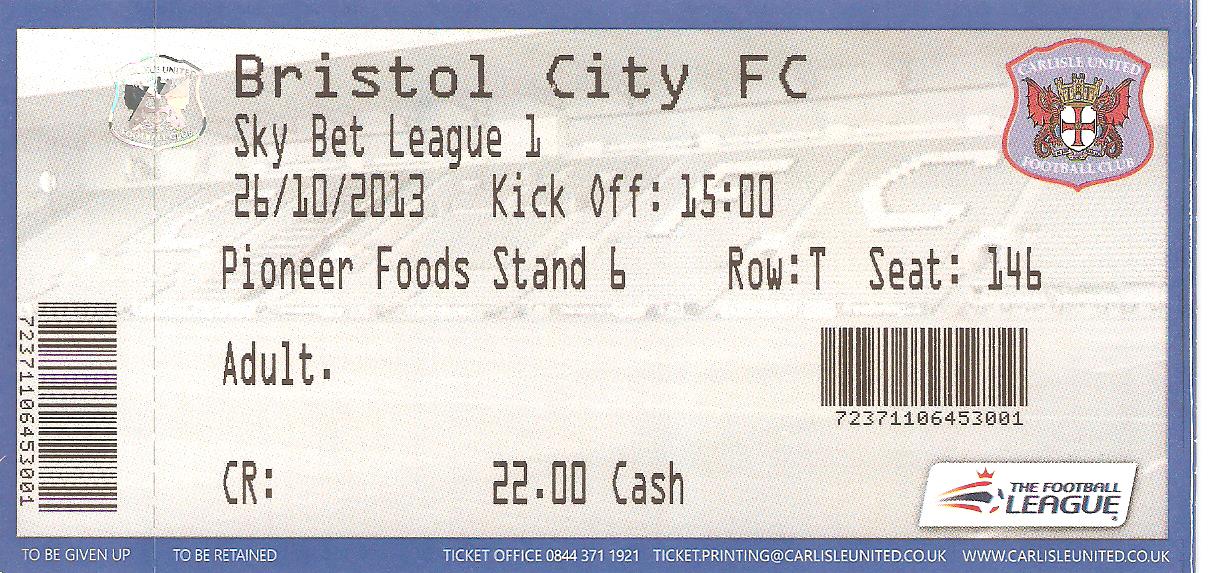 Bristol City FC
Sky Bet League 1
26/10/2013 Kick Off: 15:00
Pioneer Foods Stand 6 Row:T Seat: 146
Adult.
72371106453001
CR: 22.00 Cash
CARLISLE UNITED
FOOTBALL CLUB
THE FOOTBALL
LEAGUE
72371106453001
UNITED
TO BE GIVEN UP TO BE RETAINED TICKET OFFICE 0844 371 1921 TICKET.PRINTING@CARLISLEUNITED.CO.UK WWW.CARLISLEUNITED.CO.UK